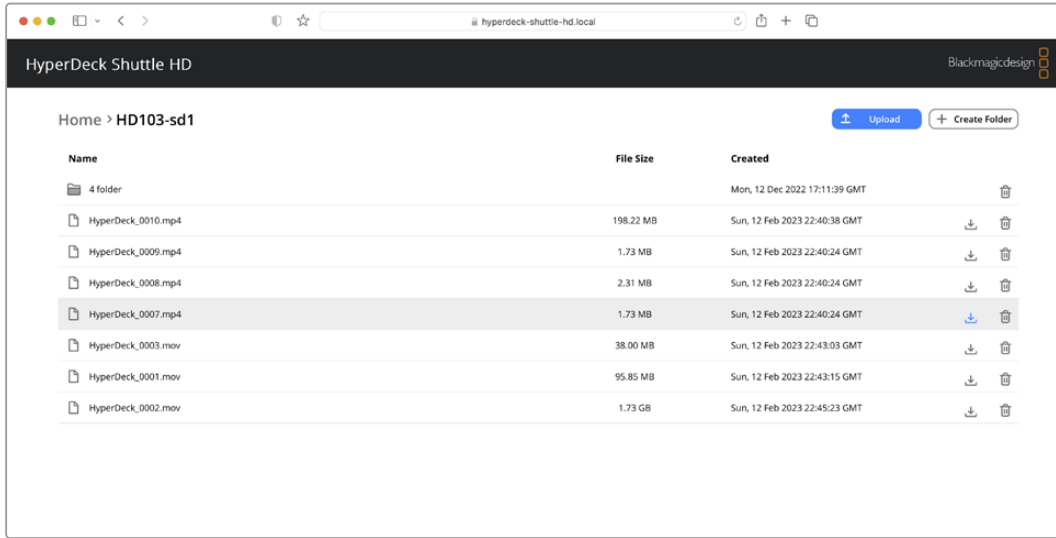 hyperdeck-shuttle-hd.local
HyperDeck Shuttle HD
Blackmagicdesign
Home > HD103-sd1
Upload
+ Create Folder
Name File Size Created
4 folder Mon, 12 Dec 2022 17:11:39 GMT
HyperDeck_0010.mp4 198.22 MB Sun, 12 Feb 2023 22:40:38 GMT
HyperDeck_0009.mp4 1.73 MB Sun, 12 Feb 2023 22:40:24 GMT
HyperDeck_0008.mp4 2.31 MB Sun, 12 Feb 2023 22:40:24 GMT
HyperDeck_0007.mp4 1.73 MB Sun, 12 Feb 2023 22:40:24 GMT
HyperDeck_0003.mov 38.00 MB Sun, 12 Feb 2023 22:43:03 GMT
HyperDeck_0001.mov 95.85 MB Sun, 12 Feb 2023 22:43:15 GMT
HyperDeck_0002.mov 1.73 GB Sun, 12 Feb 2023 22:45:23 GMT